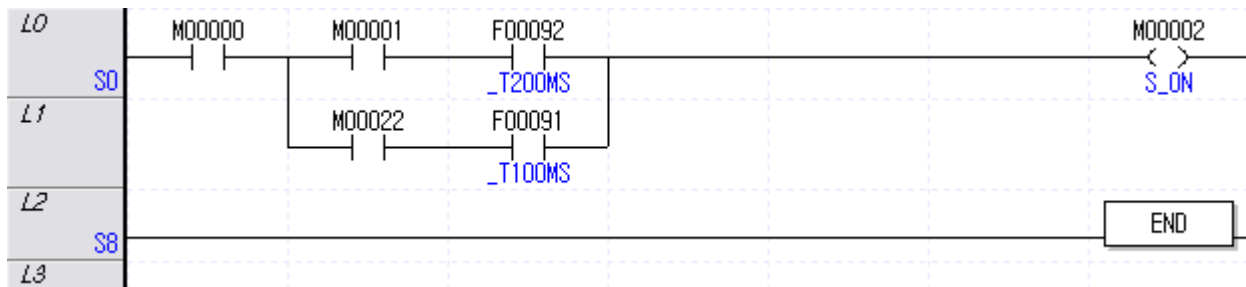 L0 M00000 M00001 F00092 M00002
S0 _T200MS S_ON
L1 M00022 F00091
_T100MS
L2 END
S8
L3